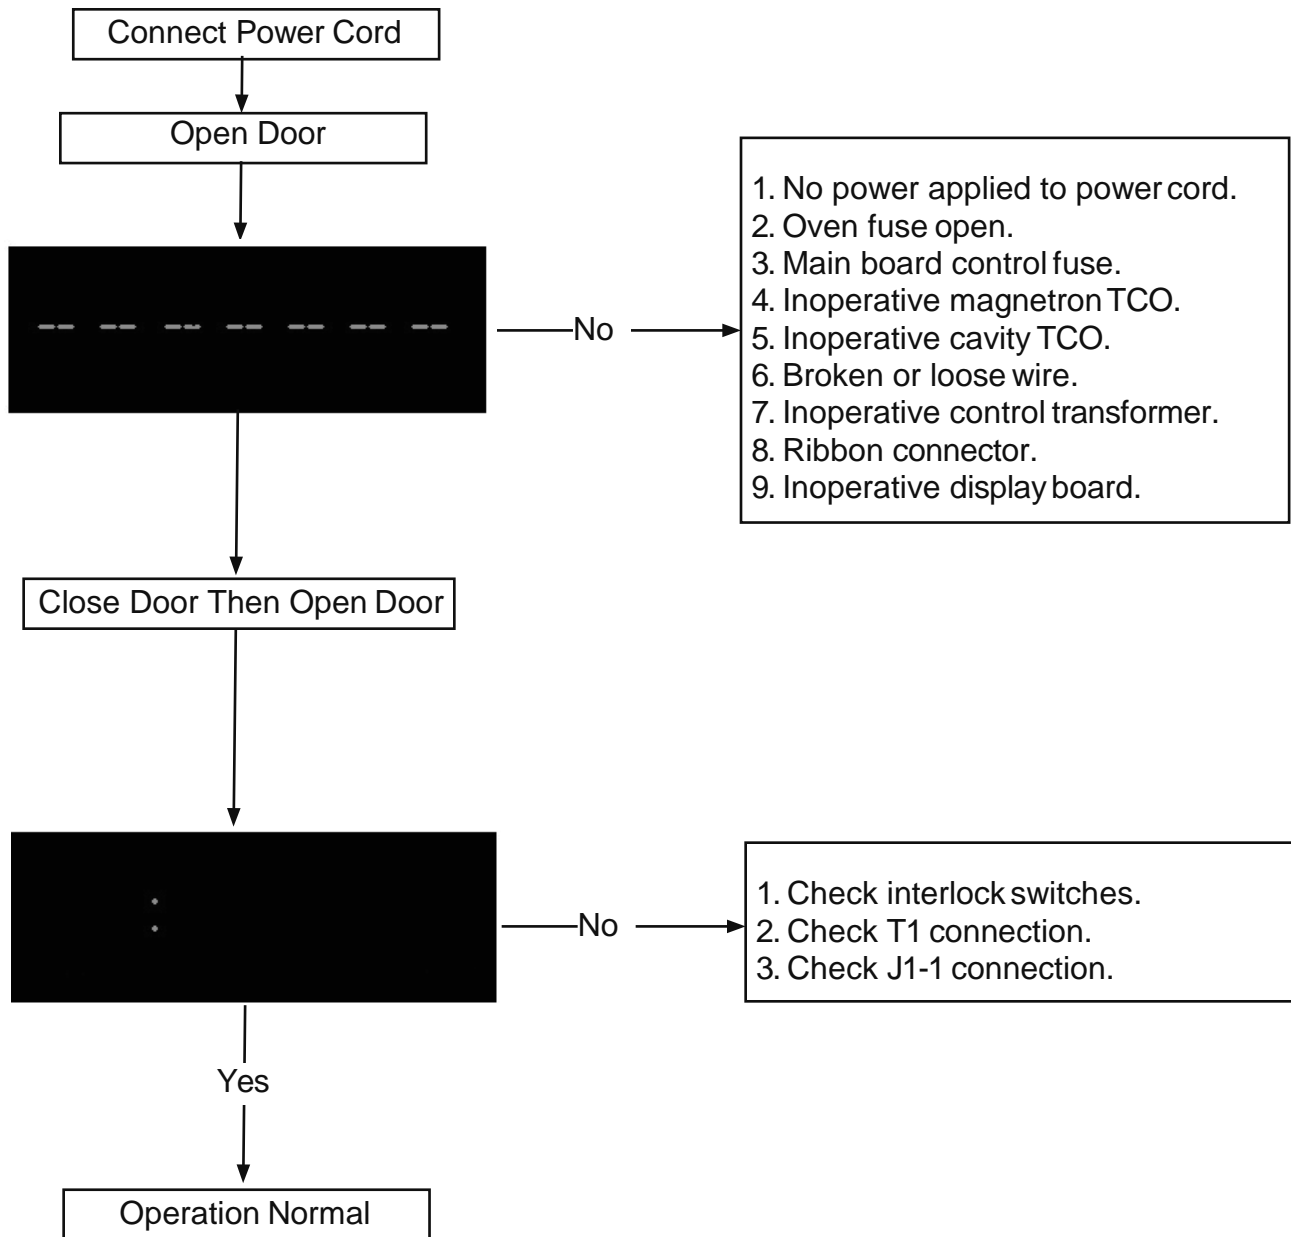 Connect Power Cord
Open Door
-- -- -- -- -- -- --
No
1. No power applied to power cord.
2. Oven fuse open.
3. Main board control fuse.
4. Inoperative magnetron TCO.
5. Inoperative cavity TCO.
6. Broken or loose wire.
7. Inoperative control transformer.
8. Ribbon connector.
9. Inoperative display board.
Close Door Then Open Door
:
No
1. Check interlock switches.
2. Check T1 connection.
3. Check J1-1 connection.
Yes
Operation Normal